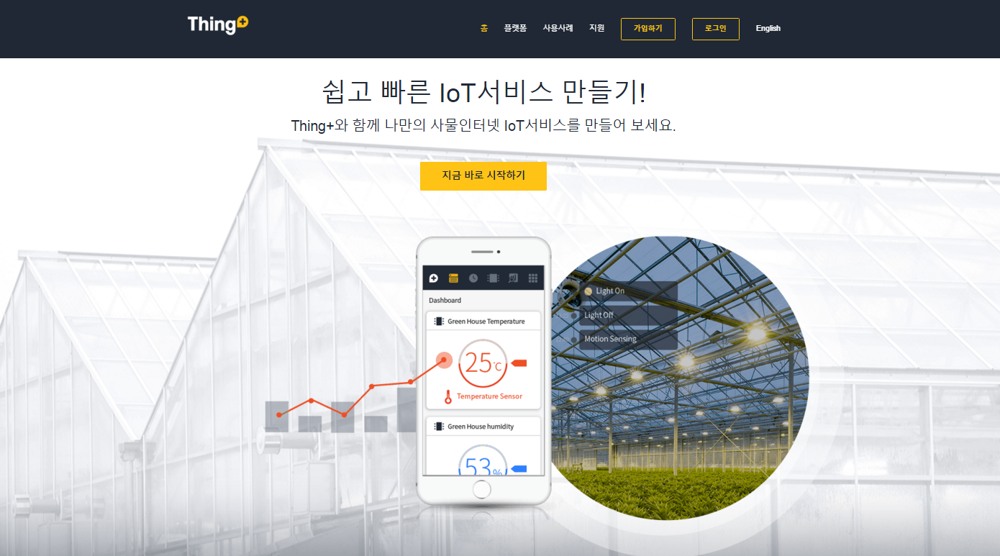 Thing+
홈 플랫폼 사용사례 지원 가입하기 로그인 English
쉽고 빠른 IoT서비스 만들기!
Thing+와 함께 나만의 사물인터넷 IoT서비스를 만들어 보세요.
지금 바로 시작하기
Dashboard
Green House Temperature
25℃
Temperature Sensor
Green House humidity
53%
Light On
Light Off
Motion Sensing